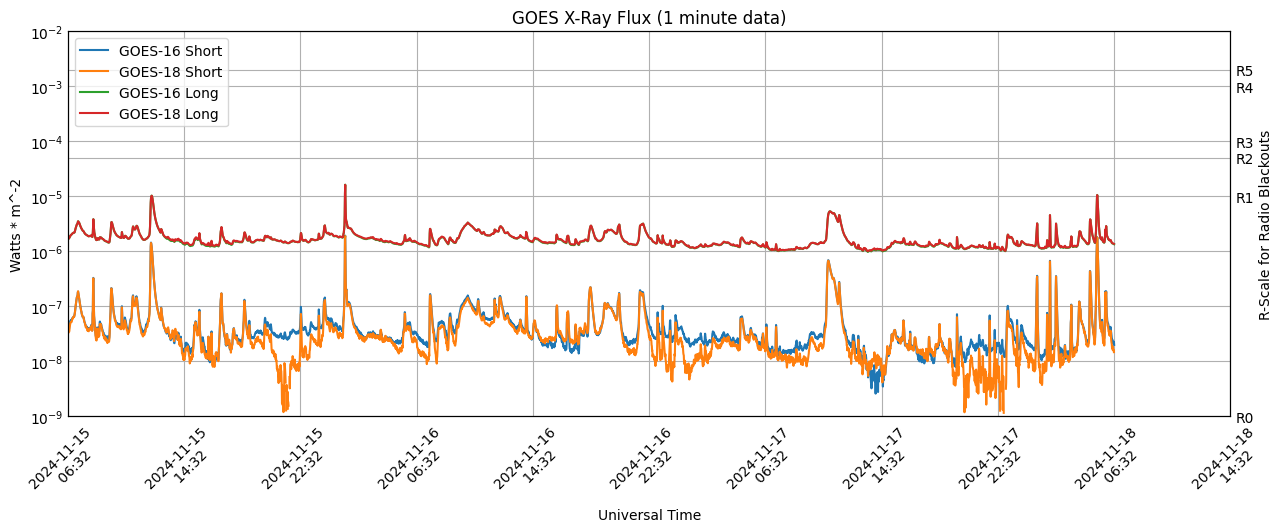 GOES X-Ray Flux (1 minute data)
GOES-16 Short
GOES-18 Short
GOES-16 Long
GOES-18 Long
10^-2
10^-3
10^-4
10^-5
10^-6
10^-7
10^-8
10^-9
Watts * m^-2
R5
R4
R3
R2
R1
R0
R-Scale for Radio Blackouts
2024-11-15
06:32
2024-11-15
14:32
2024-11-15
22:32
2024-11-16
06:32
2024-11-16
14:32
2024-11-16
22:32
2024-11-17
06:32
2024-11-17
14:32
2024-11-17
22:32
2024-11-18
06:32
2024-11-18
14:32
Universal Time